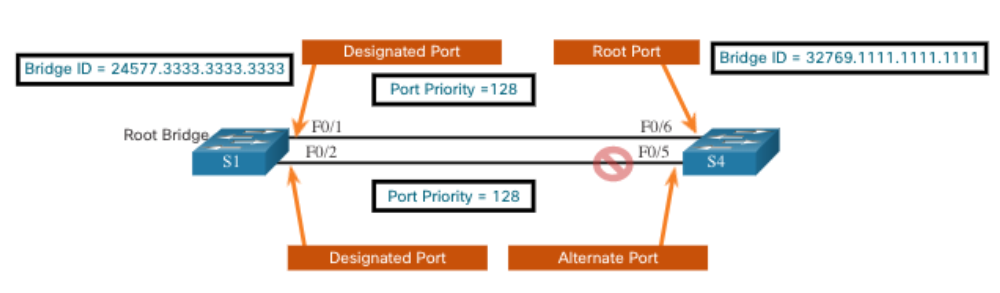 Designated Port
Root Port
Bridge ID = 24577.3333.3333.3333
Bridge ID = 32769.1111.1111.1111
Port Priority =128
Root Bridge
F0/1
F0/6
S1
F0/2
F0/5
S4
Port Priority = 128
Designated Port
Alternate Port